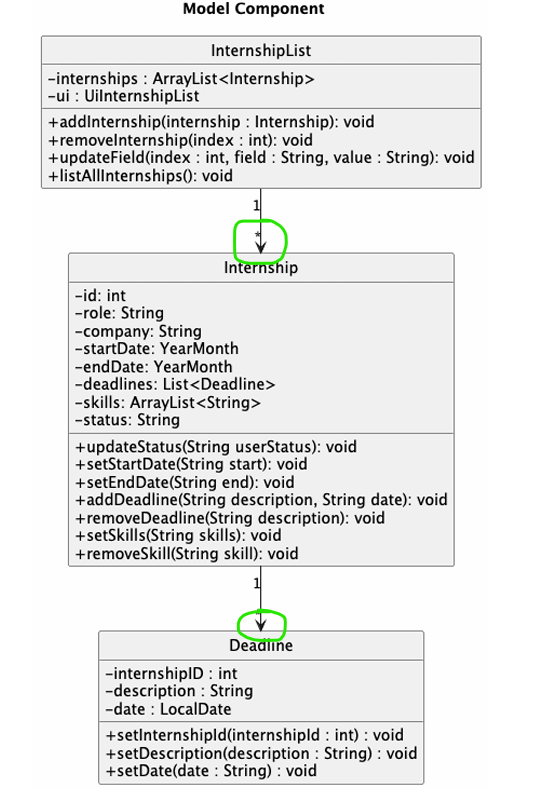 Model Component
InternshipList
-internships : ArrayList<Internship>
-ui : UiInternshipList
+addInternship(internship : Internship): void
+removeInternship(index : int): void
+updateField(index : int, field : String, value : String): void
+listAllInternships(): void
1
*
Internship
-id: int
-role: String
-company: String
-startDate: YearMonth
-endDate: YearMonth
-deadlines: List<Deadline>
-skills: ArrayList<String>
-status: String
+updateStatus(String userStatus): void
+setStartDate(String start): void
+setEndDate(String end): void
+addDeadline(String description, String date): void
+removeDeadline(String description): void
+setSkills(String skills): void
+removeSkill(String skill): void
1
Deadline
-internshipID : int
-description : String
-date : LocalDate
+setInternshipId(internshipId : int) : void
+setDescription(description : String) : void
+setDate(date : String) : void